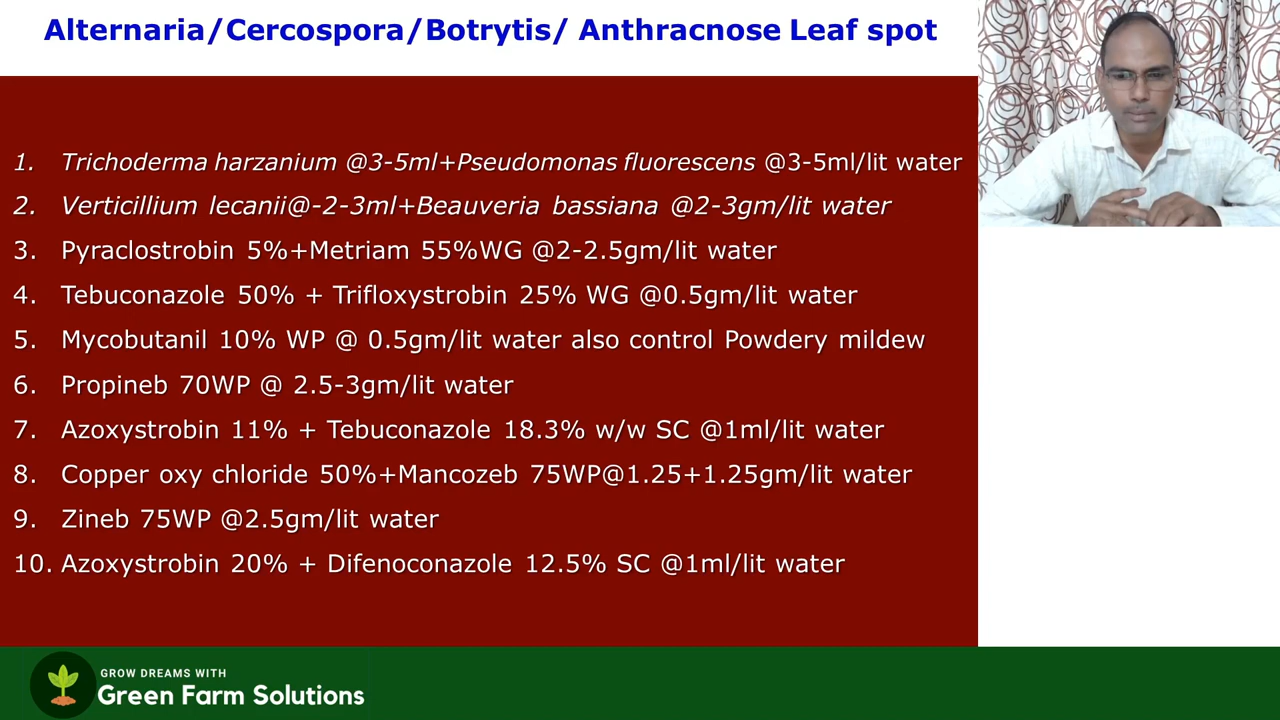 Alternaria/Cercospora/Botrytis/ Anthracnose Leaf spot
1. Trichoderma harzanium @3-5ml+Pseudomonas fluorescens @3-5ml/lit water
2. Verticillium lecanii@-2-3ml+Beauveria bassiana @2-3gm/lit water
3. Pyraclostrobin 5%+Metriam 55%WG @2-2.5gm/lit water
4. Tebuconazole 50% + Trifloxystrobin 25% WG @0.5gm/lit water
5. Mycobutanil 10% WP @ 0.5gm/lit water also control Powdery mildew
6. Propineb 70WP @ 2.5-3gm/lit water
7. Azoxystrobin 11% + Tebuconazole 18.3% w/w SC @1ml/lit water
8. Copper oxy chloride 50%+Mancozeb 75WP@1.25+1.25gm/lit water
9. Zineb 75WP @2.5gm/lit water
10. Azoxystrobin 20% + Difenoconazole 12.5% SC @1ml/lit water
GROW DREAMS WITH
Green Farm Solutions